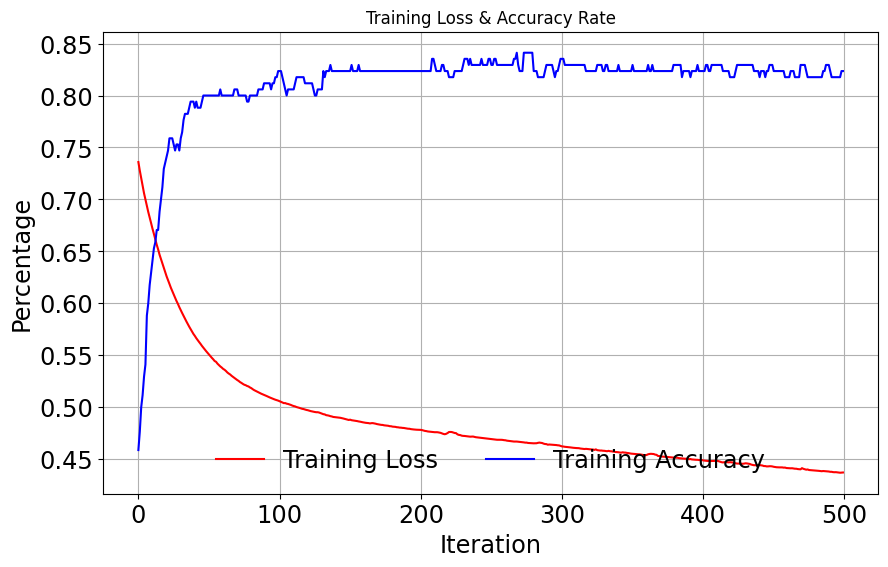 Training Loss & Accuracy Rate
0.85
0.80
0.75
0.70
0.65
0.60
0.55
0.50
0.45
Percentage
Training Loss Training Accuracy
0 100 200 300 400 500
Iteration